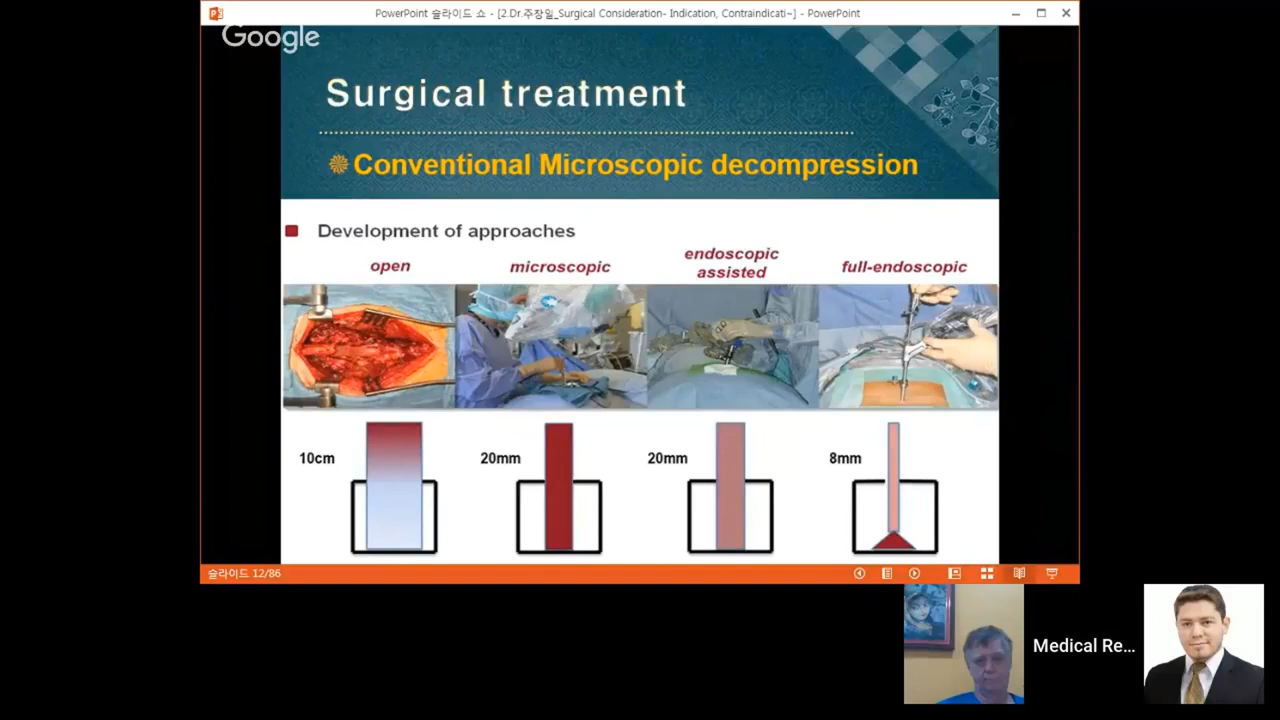 PowerPoint 슬라이드 쇼 - [2.Dr.주장일_Surgical Consideration- Indication, Contraindicati~] - PowerPoint
Google
Surgical treatment
Conventional Microscopic decompression
Development of approaches
open
microscopic
endoscopic
assisted
full-endoscopic
10cm
20mm
20mm
8mm
슬라이드 12/86
Medical Re...